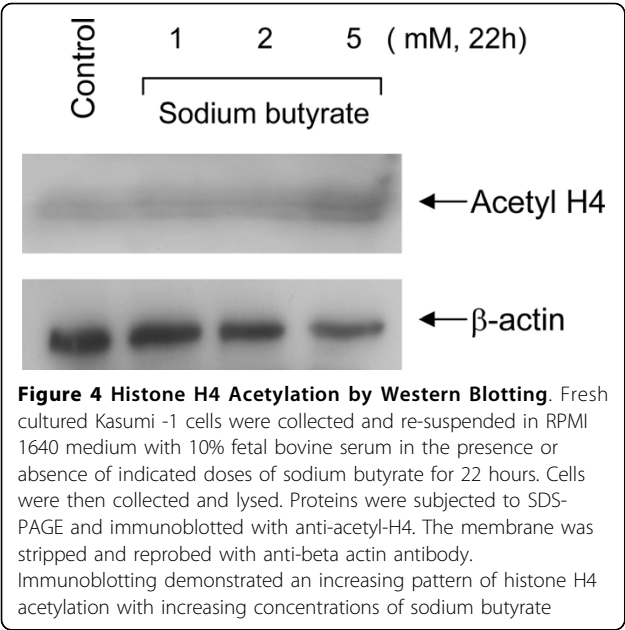 Control 1 2 5 ( mM, 22h)
Sodium butyrate
Acetyl H4
β-actin
Figure 4 Histone H4 Acetylation by Western Blotting. Fresh
cultured Kasumi -1 cells were collected and re-suspended in RPMI
1640 medium with 10% fetal bovine serum in the presence or
absence of indicated doses of sodium butyrate for 22 hours. Cells
were then collected and lysed. Proteins were subjected to SDS-
PAGE and immunoblotted with anti-acetyl-H4. The membrane was
stripped and reprobed with anti-beta actin antibody.
Immunoblotting demonstrated an increasing pattern of histone H4
acetylation with increasing concentrations of sodium butyrate